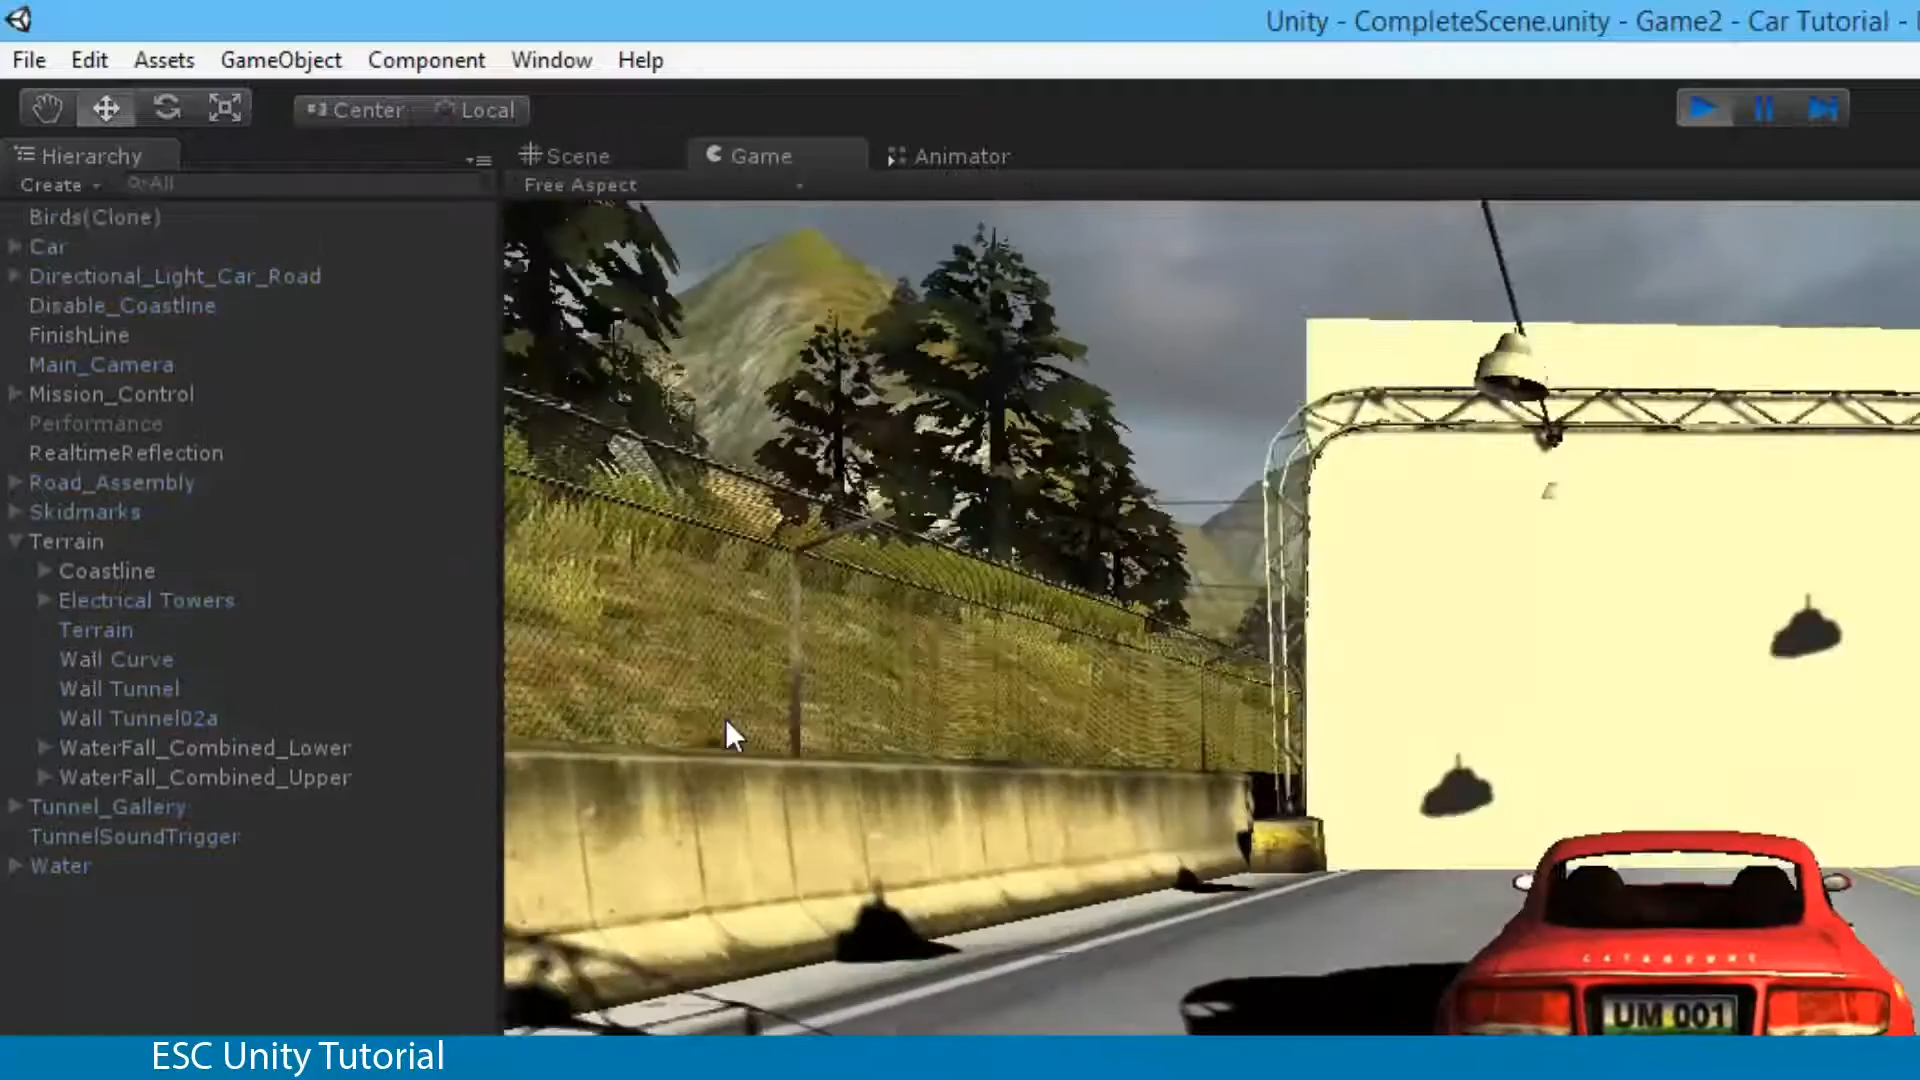 Unity - CompleteScene.unity - Game2 - Car Tutorial -
File Edit Assets GameObject Component Window Help
Center Local
Hierarchy Scene Game Animator
Create All Free Aspect
Birds(Clone)
Car
Directional_Light_Car_Road
Disable_Coastline
FinishLine
Main_Camera
Mission_Control
Performance
RealtimeReflection
Road_Assembly
Skidmarks
Terrain
Coastline
Electrical Towers
Terrain
Wall Curve
Wall Tunnel
Wall Tunnel02a
WaterFall_Combined_Lower
WaterFall_Combined_Upper
Tunnel_Gallery
TunnelSoundTrigger
Water
CATAMOUNT
UM 001
ESC Unity Tutorial